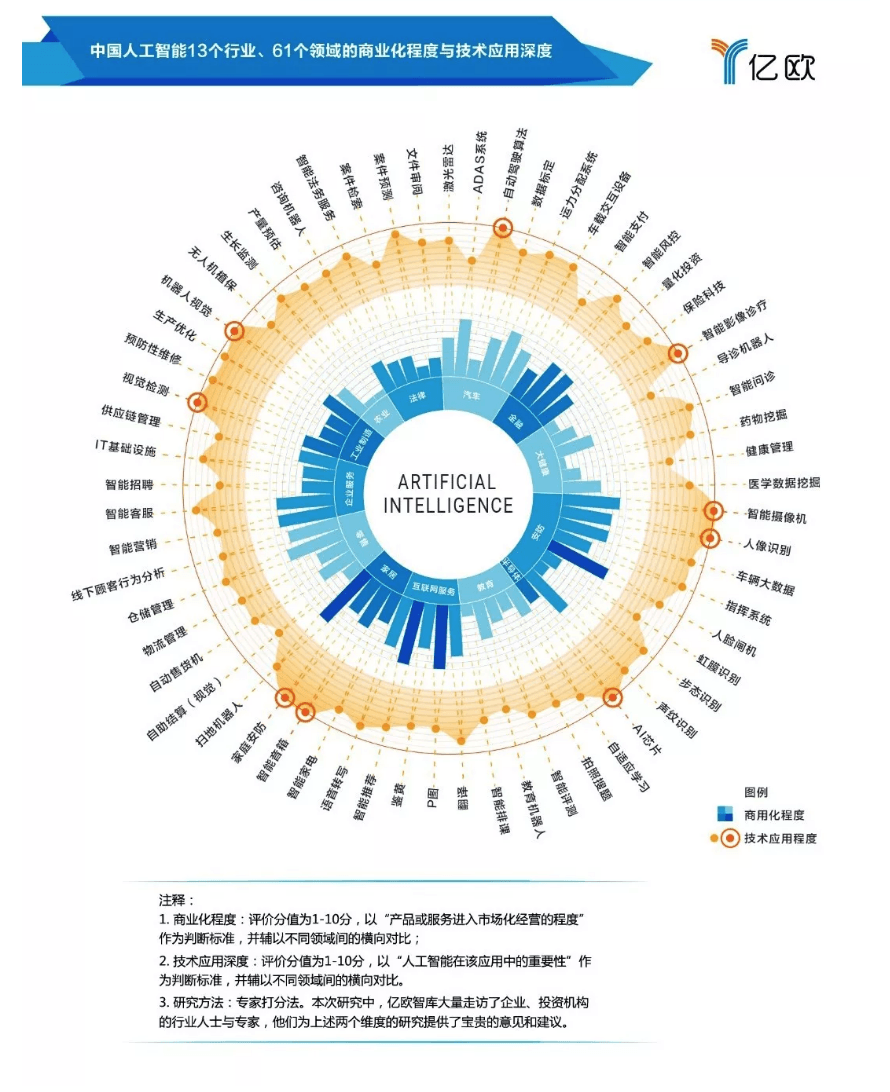 中国人工智能13个行业、61个领域的商业化程度与技术应用深度
亿欧
激光雷达
ADAS系统
自动驾驶算法
数据标定
运力分配系统
车载交互设备
智能支付
智能风控
量化投资
保险科技
智能影像诊疗
导诊机器人
智能问诊
药物挖掘
健康管理
医学数据挖掘
智能摄像机
人像识别
车辆大数据
指挥系统
人脸闸机
虹膜识别
步态识别
声纹识别
AI芯片
自适应学习
拍照搜题
智能评测
教育机器人
智能排课
P图
鉴黄
智能推荐
语音转写
智能家电
智能音箱
家庭安防
扫地机器人
自助结算（视觉）
自动售货机
物流管理
仓储管理
线下顾客行为分析
智能营销
智能客服
智能招聘
IT基础设施
供应链管理
视觉检测
预防性维修
生产优化
机器人视觉
无人机植保
生长监测
产量预估
咨询机器人
智能法务服务
案件检索
案件预测
文件审阅
汽车
金融
大健康
安防
教育
互联网服务
家居
零售
企业服务
工业制造
农业
法律
ARTIFICIAL
INTELLIGENCE
图例
商用化程度
技术应用程度
注释：
1. 商业化程度：评价分值为1-10分，以“产品或服务进入市场化经营的程度”
作为判断标准，并辅以不同领域间的横向对比；
2. 技术应用深度：评价分值为1-10分，以“人工智能在该应用中的重要性”作
为判断标准，并辅以不同领域间的横向对比。
3. 研究方法：专家打分法。本次研究中，亿欧智库大量走访了企业、投资机构
的行业人士与专家，他们为上述两个维度的研究提供了宝贵的意见和建议。